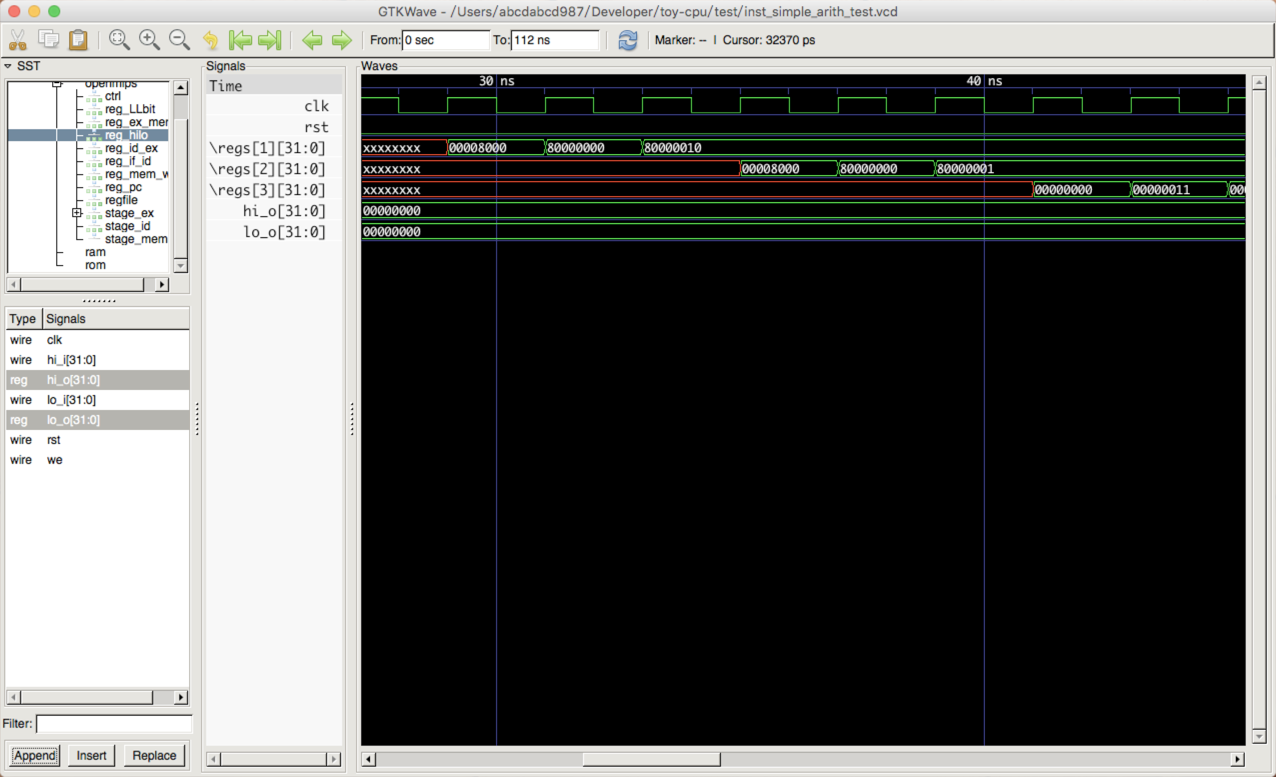 GTKWave - /Users/abcdabcd987/Developer/toy-cpu/test/inst_simple_arith_test.vcd
From: 0 sec To: 112 ns Marker: -- | Cursor: 32370 ps
SST
openmips
ctrl
reg_LLbit
reg_ex_mer
reg_hilo
reg_id_ex
reg_if_id
reg_mem_w
reg_pc
regfile
stage_ex
stage_id
stage_mem
ram
rom
Type Signals
wire clk
wire hi_i[31:0]
reg hi_o[31:0]
wire lo_i[31:0]
reg lo_o[31:0]
wire rst
wire we
Filter:
Append Insert Replace
Signals
Time
clk
rst
\regs[1][31:0]
\regs[2][31:0]
\regs[3][31:0]
hi_o[31:0]
lo_o[31:0]
Waves
30 ns 40 ns
xxxxxxxx 00008000 80000000 80000010
xxxxxxxx 00008000 80000000 80000001
xxxxxxxx 00000000 00000011 000
00000000
00000000